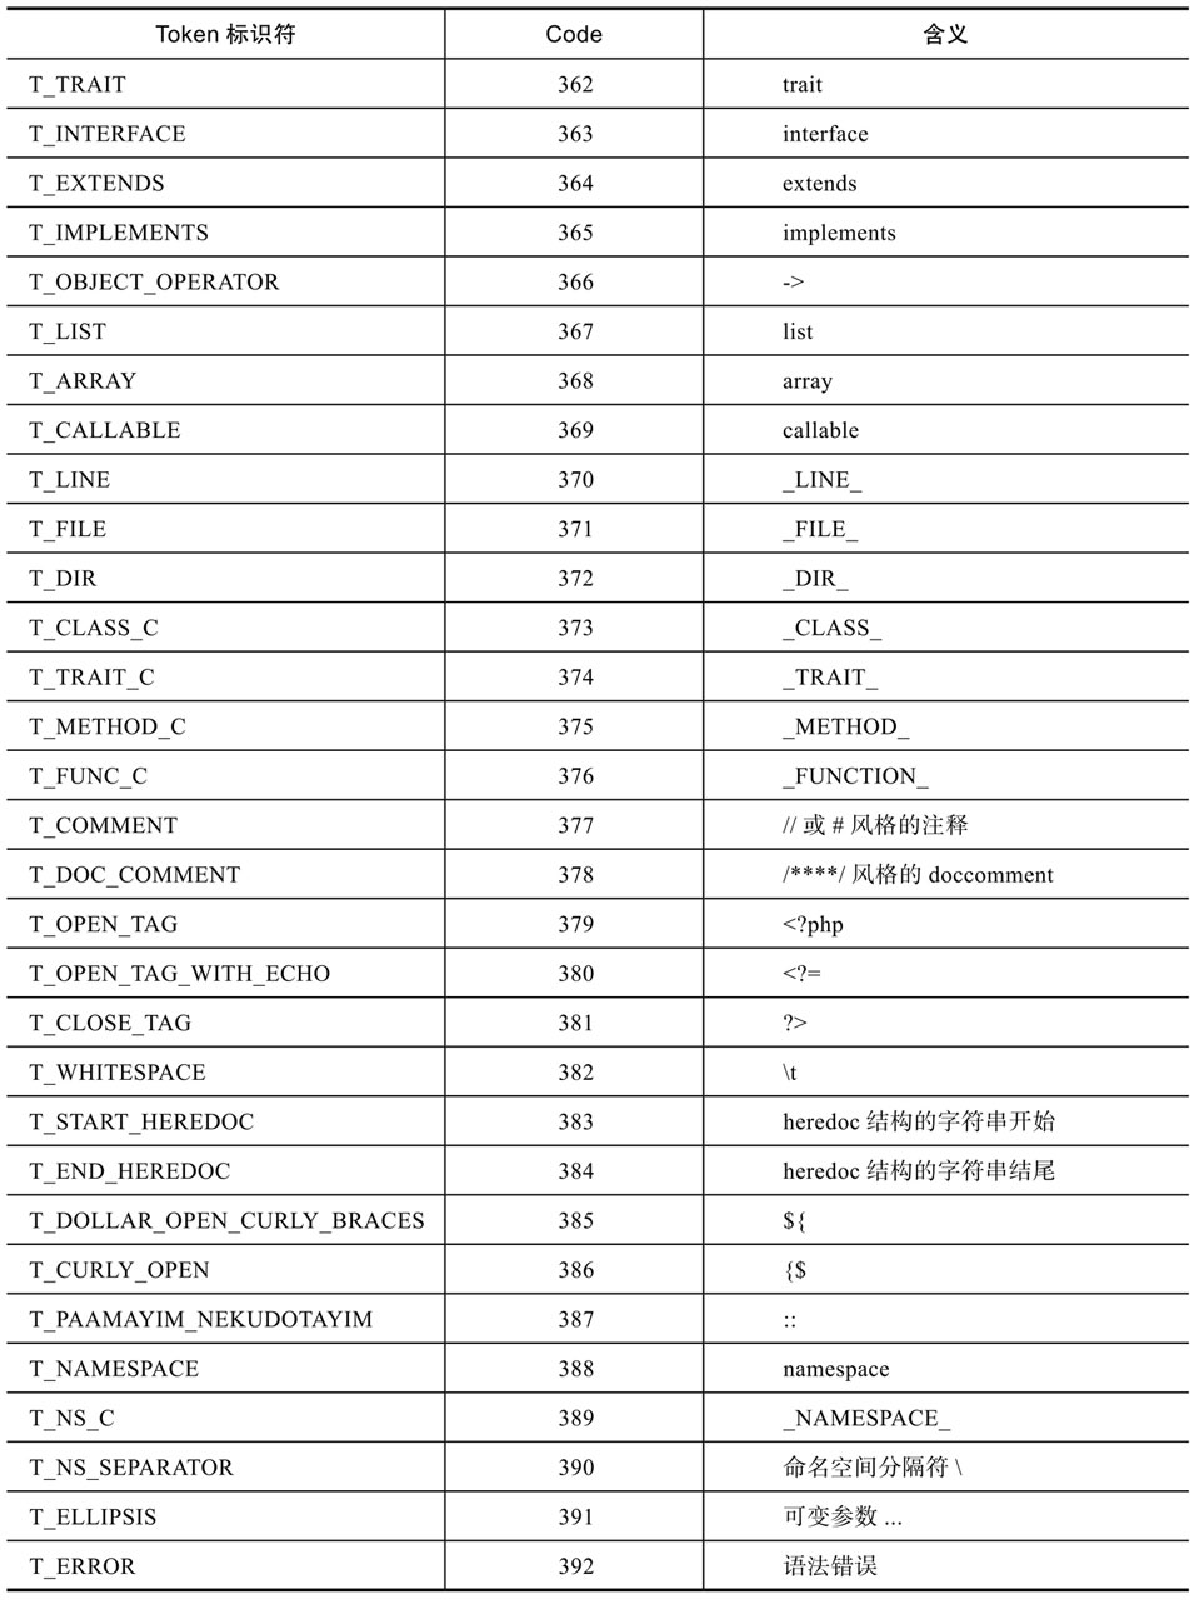 Token 标识符 Code 含义
T_TRAIT 362 trait
T_INTERFACE 363 interface
T_EXTENDS 364 extends
T_IMPLEMENTS 365 implements
T_OBJECT_OPERATOR 366 ->
T_LIST 367 list
T_ARRAY 368 array
T_CALLABLE 369 callable
T_LINE 370 _LINE_
T_FILE 371 _FILE_
T_DIR 372 _DIR_
T_CLASS_C 373 _CLASS_
T_TRAIT_C 374 _TRAIT_
T_METHOD_C 375 _METHOD_
T_FUNC_C 376 _FUNCTION_
T_COMMENT 377 // 或 # 风格的注释
T_DOC_COMMENT 378 /****/ 风格的 doccomment
T_OPEN_TAG 379 <?php
T_OPEN_TAG_WITH_ECHO 380 <?=
T_CLOSE_TAG 381 ?>
T_WHITESPACE 382 \t
T_START_HEREDOC 383 heredoc 结构的字符串开始
T_END_HEREDOC 384 heredoc 结构的字符串结尾
T_DOLLAR_OPEN_CURLY_BRACES 385 ${
T_CURLY_OPEN 386 {$
T_PAAMAYIM_NEKUDOTAYIM 387 ::
T_NAMESPACE 388 namespace
T_NS_C 389 _NAMESPACE_
T_NS_SEPARATOR 390 命名空间分隔符 \
T_ELLIPSIS 391 可变参数 ...
T_ERROR 392 语法错误